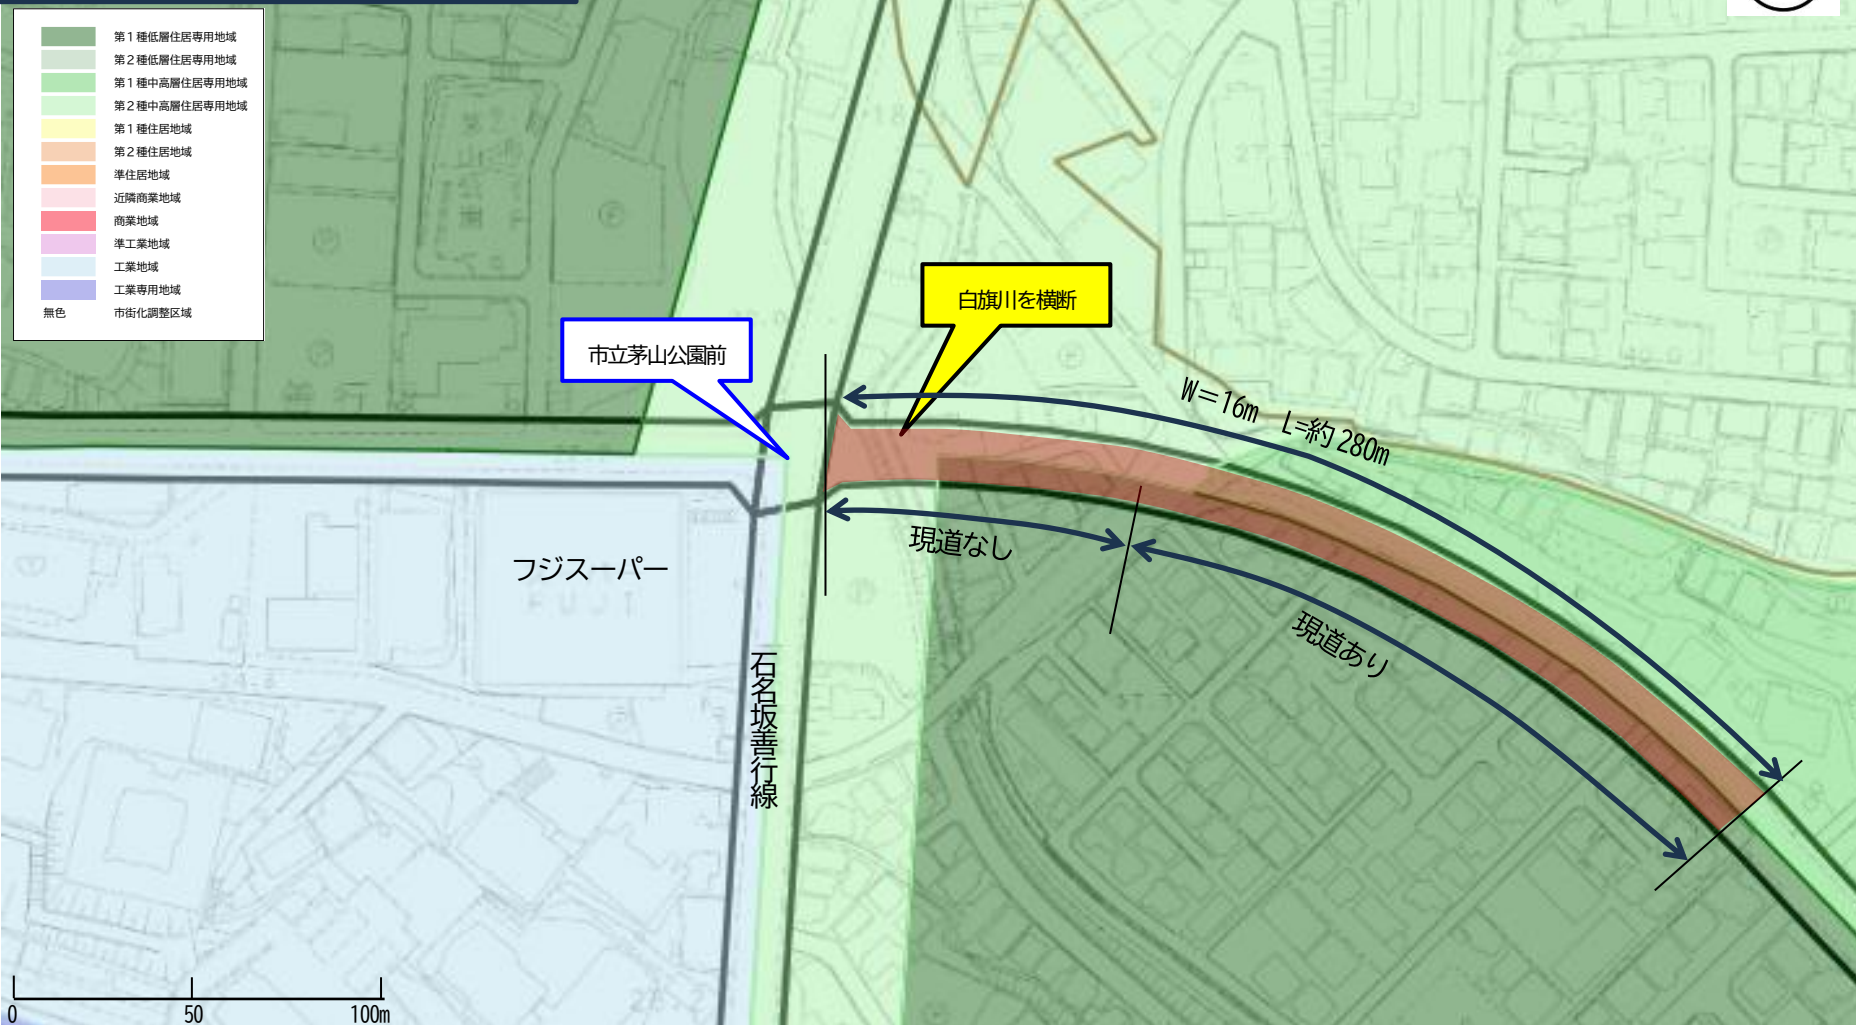 第1種低層住居専用地域
第2種低層住居専用地域
第1種中高層住居専用地域
第2種中高層住居専用地域
第1種住居地域
第2種住居地域
準住居地域
近隣商業地域
商業地域
準工業地域
工業地域
工業専用地域
無色 市街化調整区域
白旗川を横断
市立茅山公園前
W=16m L=約280m
現道なし
現道あり
フジスーパー
FUJI
石名坂善行線
0 50 100m